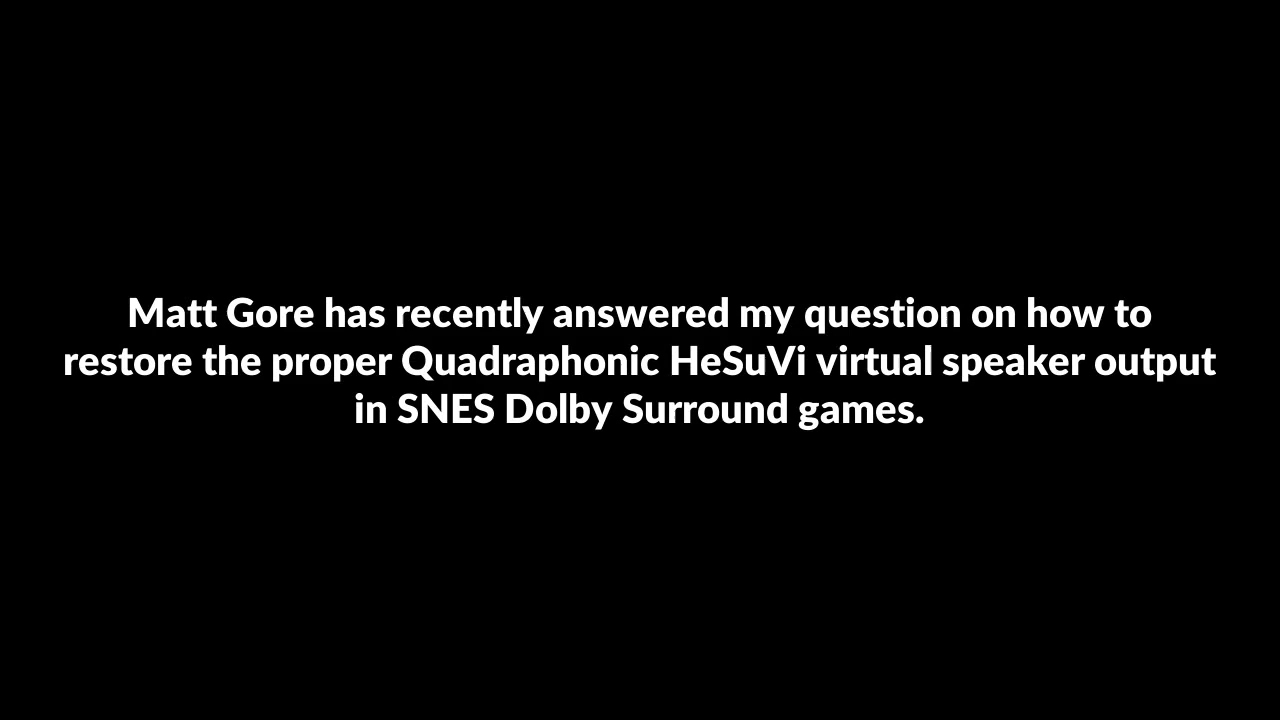 Matt Gore has recently answered my question on how to
restore the proper Quadraphonic HeSuVi virtual speaker output
in SNES Dolby Surround games.